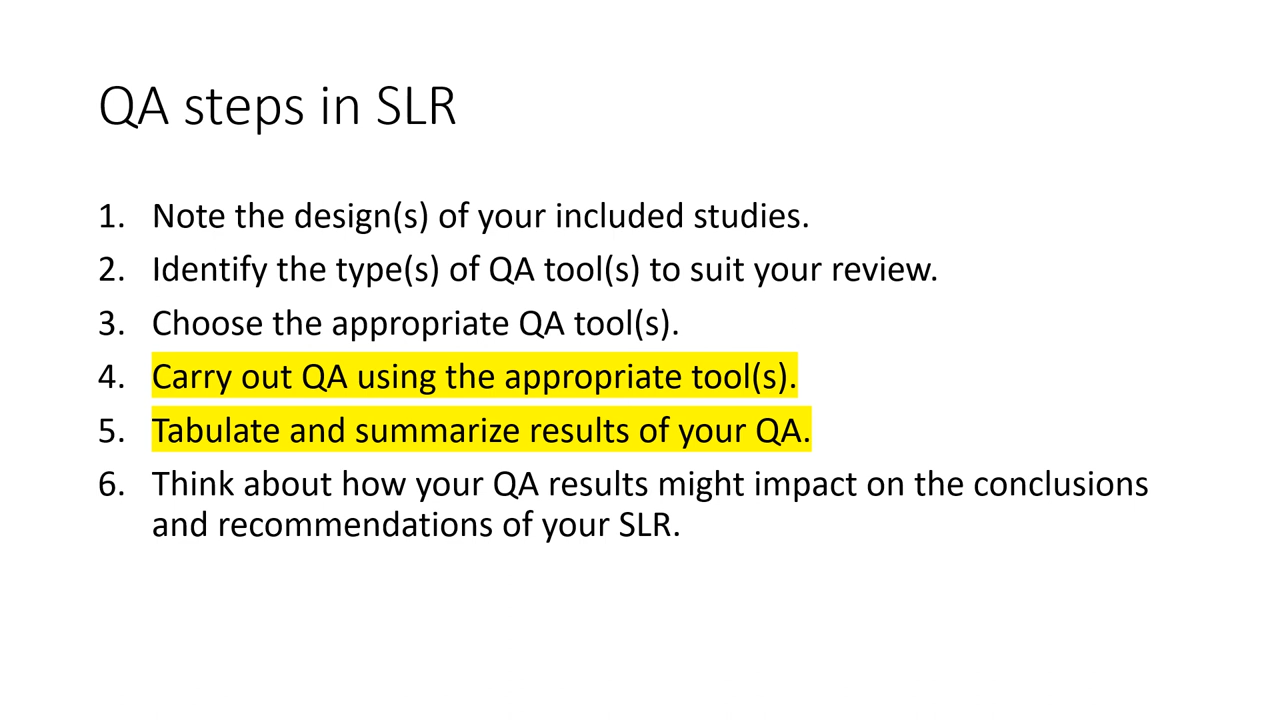 QA steps in SLR
1. Note the design(s) of your included studies.
2. Identify the type(s) of QA tool(s) to suit your review.
3. Choose the appropriate QA tool(s).
4. Carry out QA using the appropriate tool(s).
5. Tabulate and summarize results of your QA.
6. Think about how your QA results might impact on the conclusions
and recommendations of your SLR.